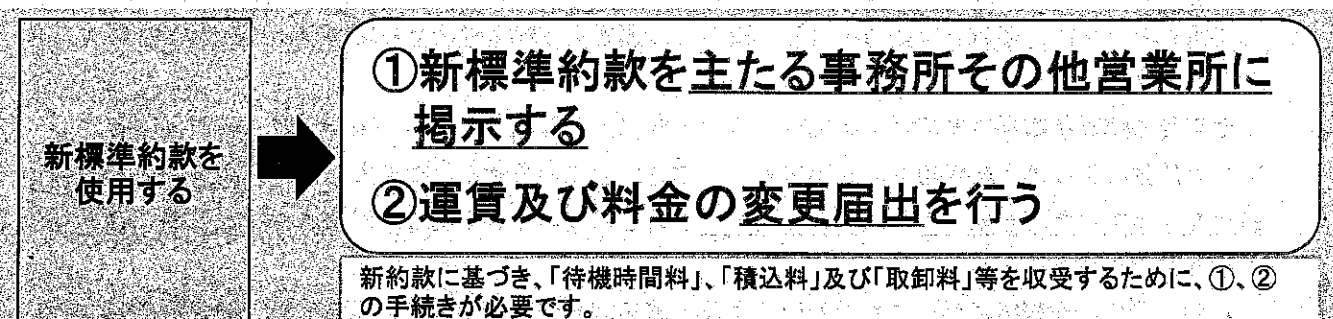 新標準約款を
使用する
①新標準約款を主たる事務所その他営業所に
掲示する
②運賃及び料金の変更届出を行う
新約款に基づき、「待機時間料」、「積込料」及び「取卸料」等を収受するために、①、②
の手続きが必要です。